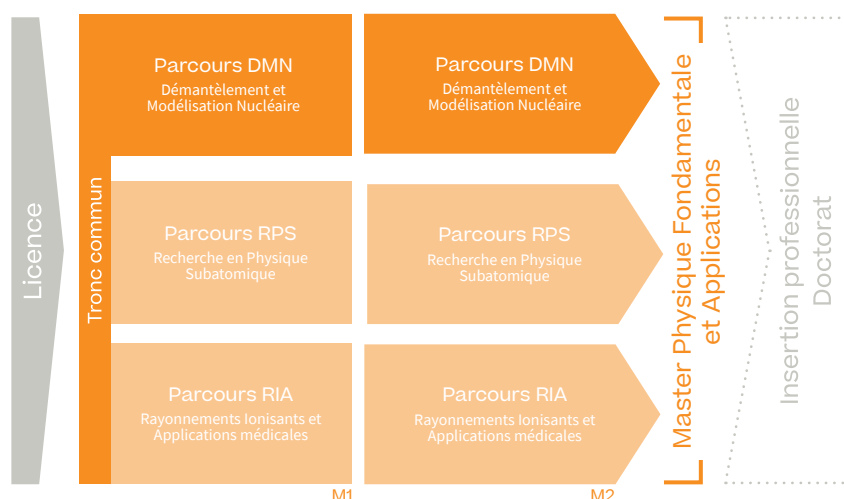 Licence
Tronc commun
Parcours DMN
Démantèlement et
Modélisation Nucléaire
Parcours DMN
Démantèlement et
Modélisation Nucléaire
Parcours RPS
Recherche en Physique
Subatomique
Parcours RPS
Recherche en Physique
Subatomique
Parcours RIA
Rayonnements Ionisants et
Applications médicales
Parcours RIA
Rayonnements Ionisants et
Applications médicales
M1
M2
Master Physique Fondamentale
et Applications
Insertion professionnelle
Doctorat